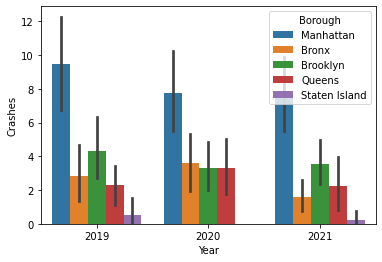 12
10
8
6
4
2
0
Crashes
2019
2020
2021
Year
Borough
Manhattan
Bronx
Brooklyn
Queens
Staten Island